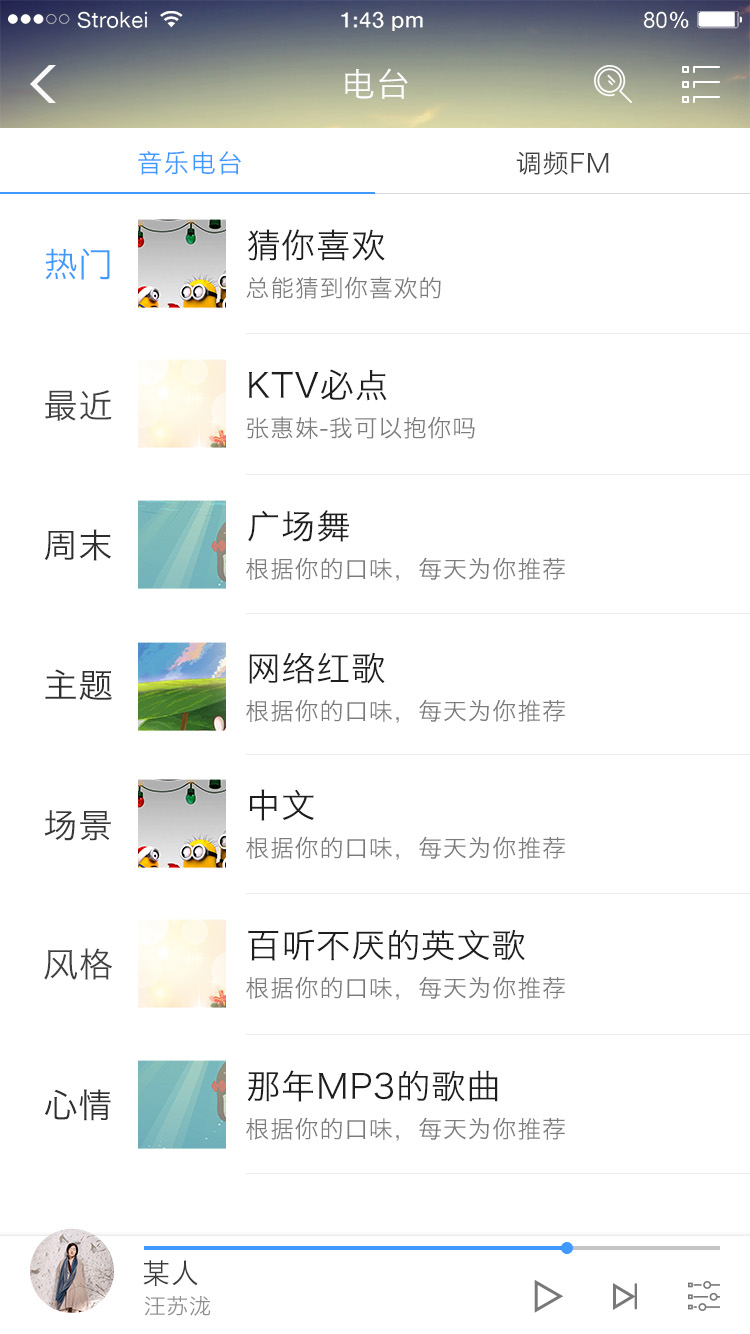 Strokei 1:43 pm 80%
电台
音乐电台 调频FM
热门
猜你喜欢
总能猜到你喜欢的
最近
KTV必点
张惠妹-我可以抱你吗
周末
广场舞
根据你的口味，每天为你推荐
主题
网络红歌
根据你的口味，每天为你推荐
场景
中文
根据你的口味，每天为你推荐
风格
百听不厌的英文歌
根据你的口味，每天为你推荐
心情
那年MP3的歌曲
根据你的口味，每天为你推荐
某人
汪苏泷